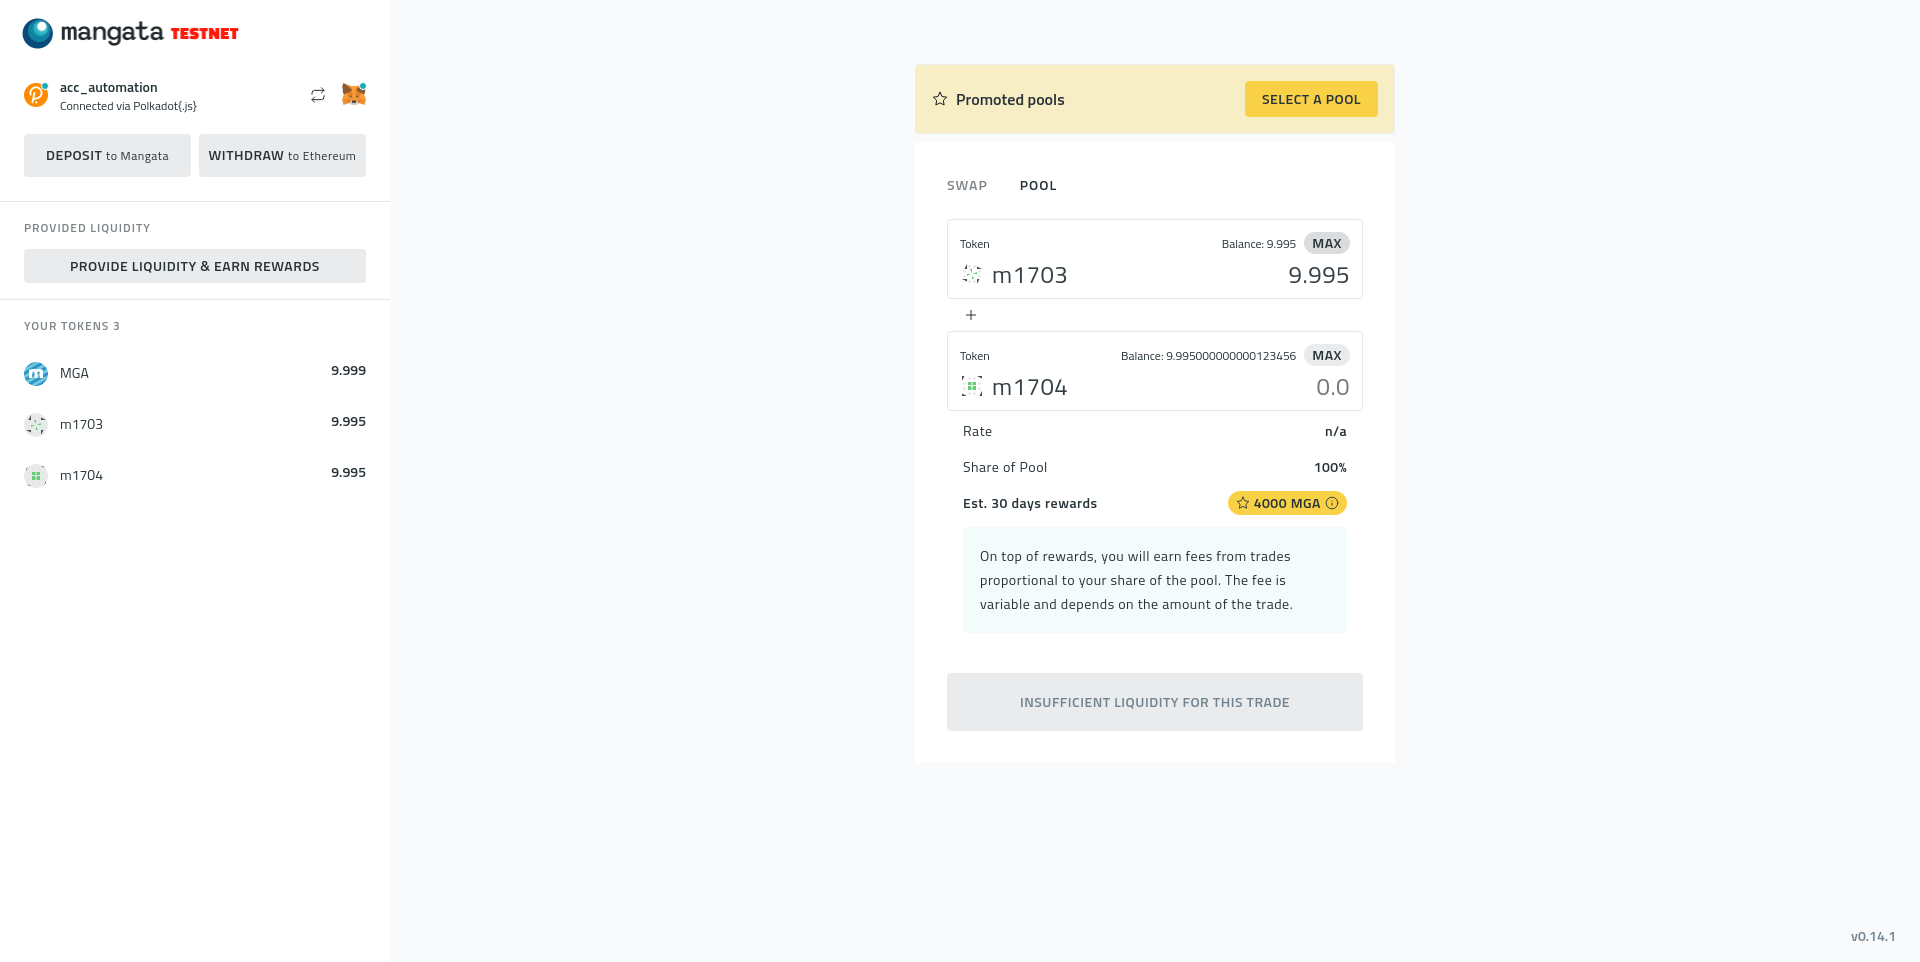 mangata TESTNET
acc_automation
Connected via Polkadot{.js}
DEPOSIT to Mangata
WITHDRAW to Ethereum
PROVIDED LIQUIDITY
PROVIDE LIQUIDITY & EARN REWARDS
YOUR TOKENS 3
MGA 9.999
m1703 9.995
m1704 9.995
Promoted pools
SELECT A POOL
SWAP POOL
Token Balance: 9.995 MAX
m1703 9.995
+
Token Balance: 9.995000000000123456 MAX
m1704 0.0
Rate n/a
Share of Pool 100%
Est. 30 days rewards 4000 MGA
On top of rewards, you will earn fees from trades
proportional to your share of the pool. The fee is
variable and depends on the amount of the trade.
INSUFFICIENT LIQUIDITY FOR THIS TRADE
v0.14.1